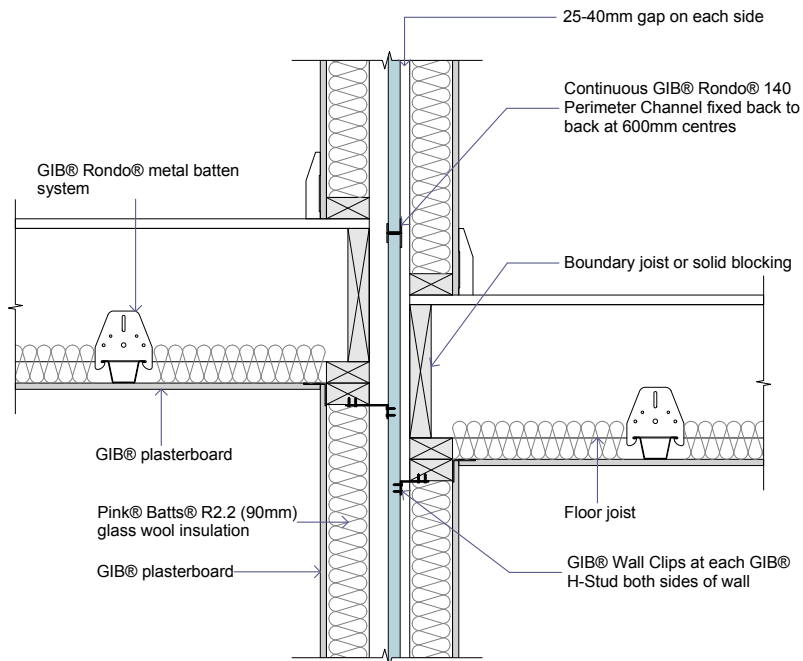 25-40mm gap on each side
Continuous GIB® Rondo® 140
Perimeter Channel fixed back to
back at 600mm centres
GIB® Rondo® metal batten
system
Boundary joist or solid blocking
GIB® plasterboard
Pink® Batts® R2.2 (90mm)
glass wool insulation
Floor joist
GIB® plasterboard
GIB® Wall Clips at each GIB®
H-Stud both sides of wall